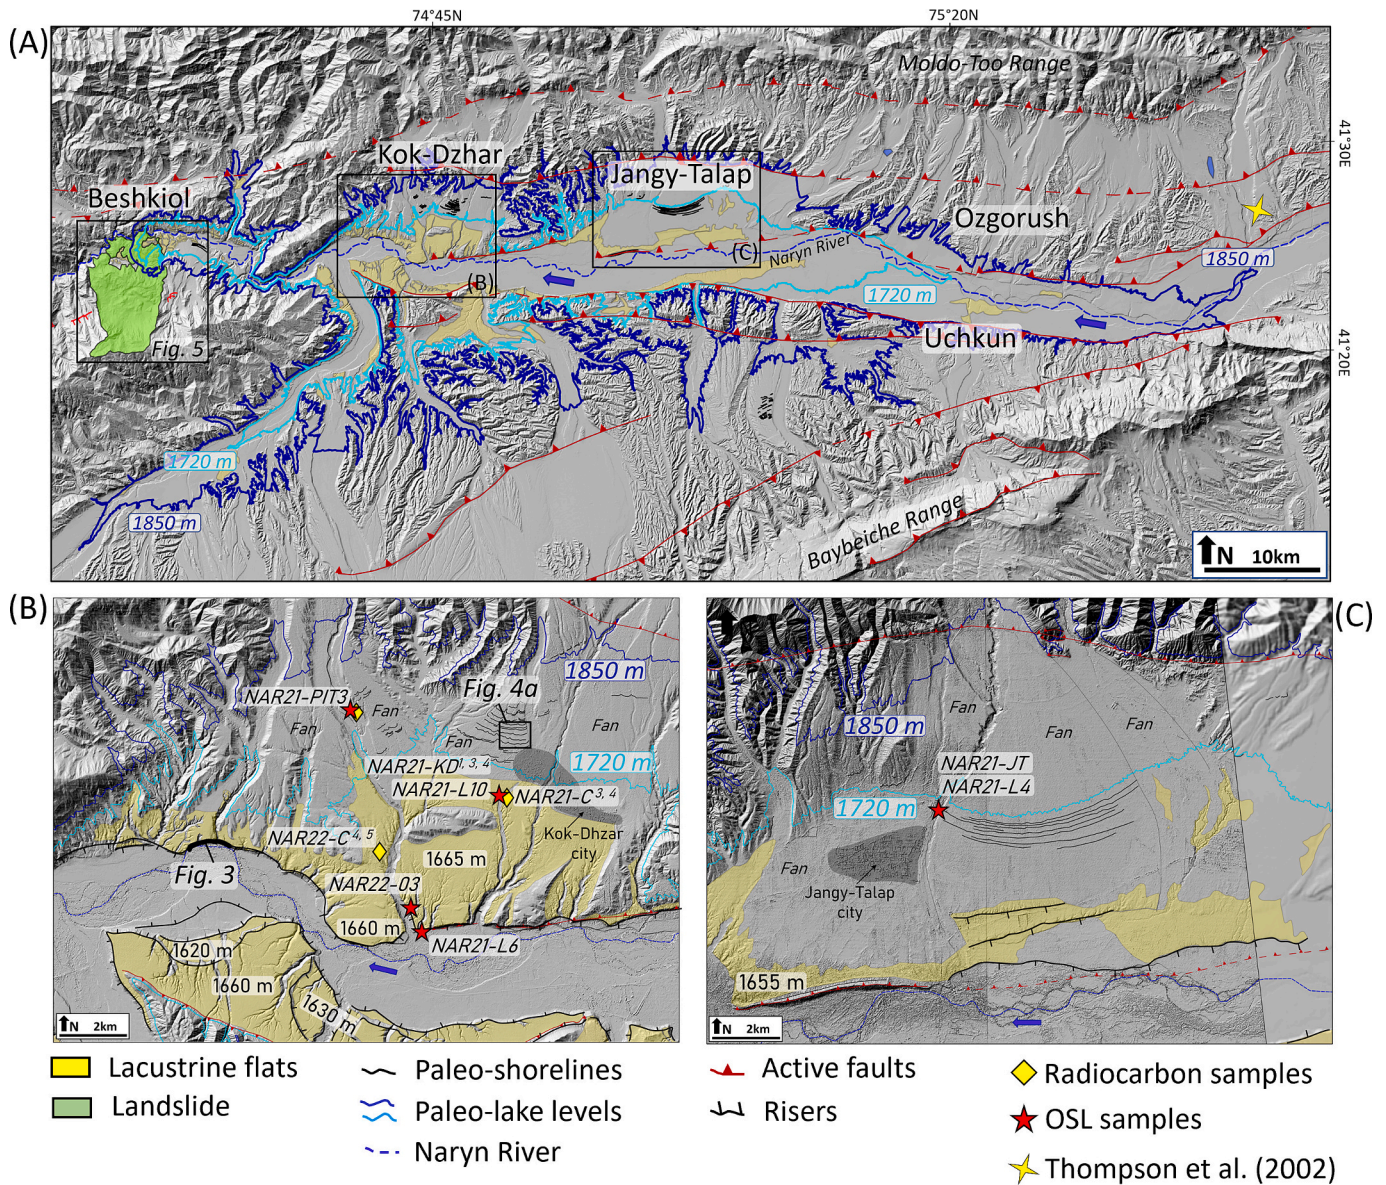 (A)
74°45N
75°20N
Moldo-Too Range
41°30E
Kok-Dzhar
Jangy-Talap
Beshkiol
Ozgorush
(C)
Naryn River
1850 m
(B)
1720 m
Fig. 5
Uchkun
41°20E
1720 m
1850 m
Baybeiche Range
N
10km
(B)
1850 m
NAR21-PIT3
Fig. 4a
Fan
Fan
Fan
Fan
NAR21-KD1, 3, 4
1720 m
NAR21-L10
NAR21-C3, 4
NAR22-C4, 5
Kok-Dhzar
city
1665 m
Fig. 3
NAR22-03
1660 m
NAR21-L6
1620 m
1660 m
1630 m
N
2km
(C)
1850 m
Fan
Fan
Fan
NAR21-JT
NAR21-L4
1720 m
Fan
Jangy-Talap
city
1655 m
N
2km
Lacustrine flats
Landslide
Paleo-shorelines
Paleo-lake levels
Naryn River
Active faults
Risers
Radiocarbon samples
OSL samples
Thompson et al. (2002)